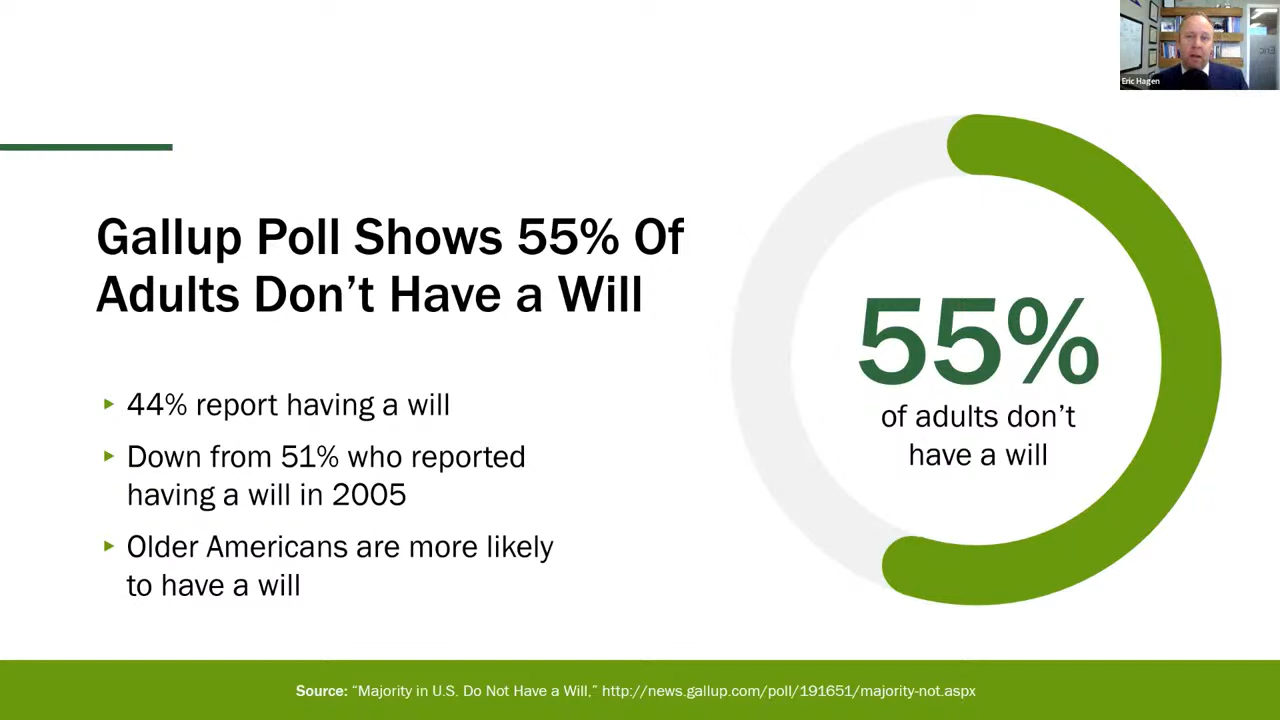 Eric Hagen
Gallup Poll Shows 55% Of
Adults Don’t Have a Will
▸ 44% report having a will
▸ Down from 51% who reported
having a will in 2005
▸ Older Americans are more likely
to have a will
55%
of adults don’t
have a will
Source: “Majority in U.S. Do Not Have a Will,” http://news.gallup.com/poll/191651/majority-not.aspx